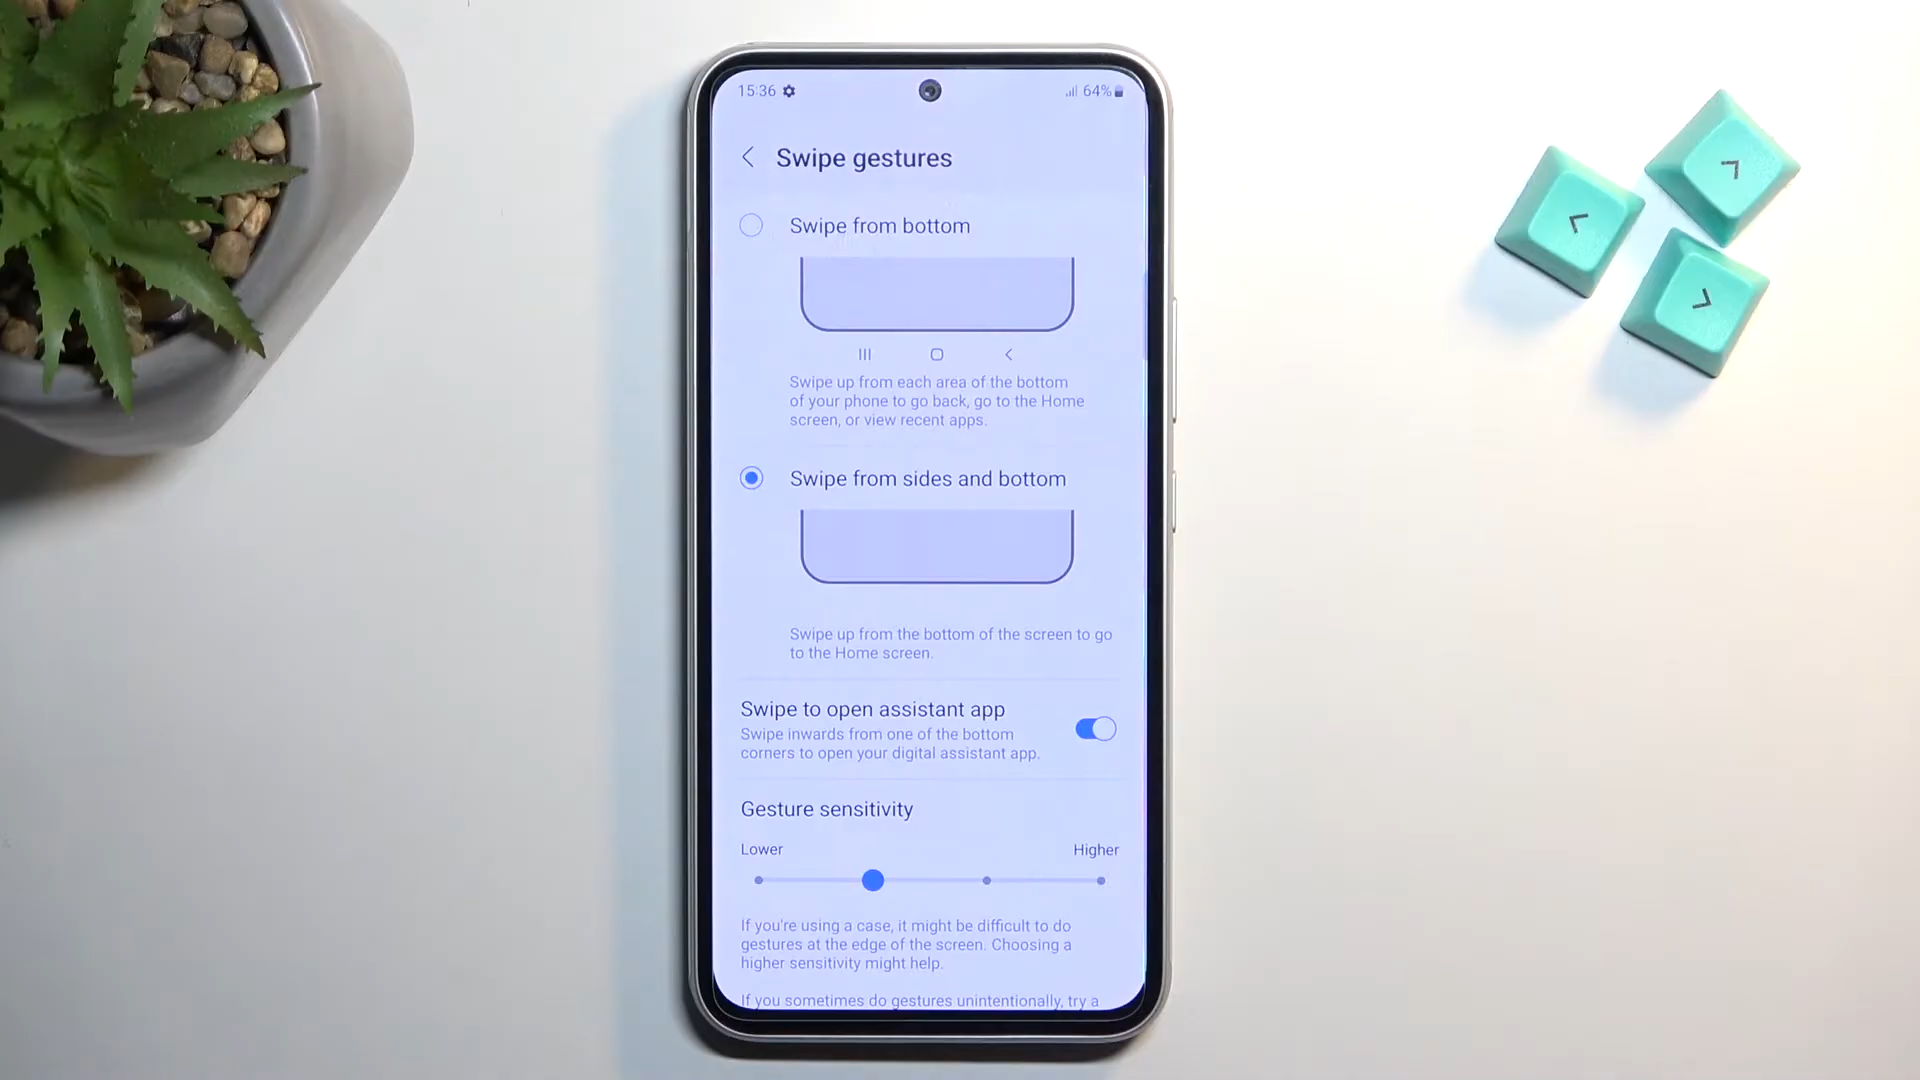 15:36 64%
Swipe gestures
Swipe from bottom
Swipe up from each area of the bottom
of your phone to go back, go to the Home
screen, or view recent apps.
Swipe from sides and bottom
Swipe up from the bottom of the screen to go
to the Home screen.
Swipe to open assistant app
Swipe inwards from one of the bottom
corners to open your digital assistant app.
Gesture sensitivity
Lower Higher
If you're using a case, it might be difficult to do
gestures at the edge of the screen. Choosing a
higher sensitivity might help.
If you sometimes do gestures unintentionally, try a